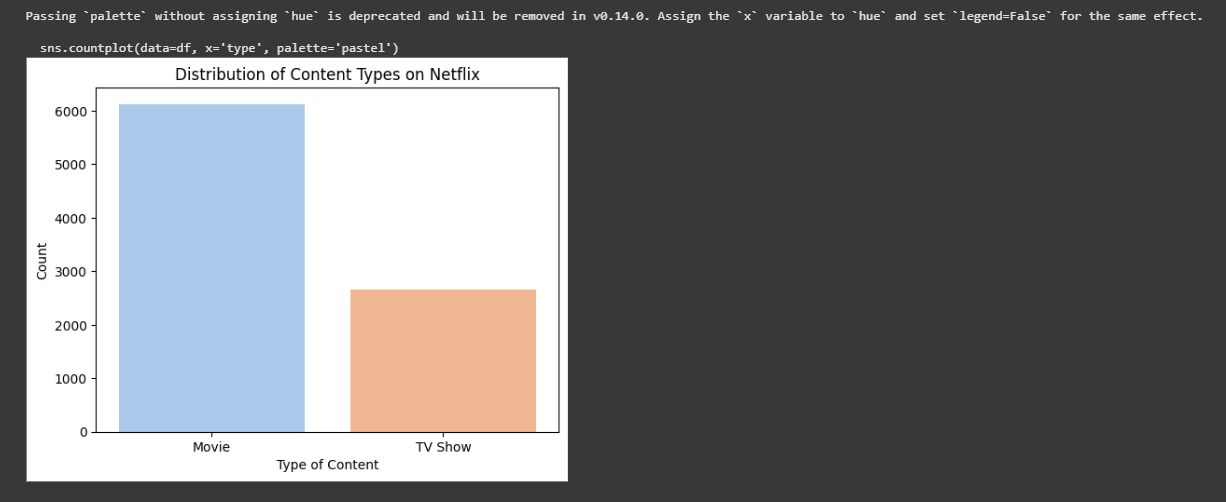 Passing `palette` without assigning `hue` is deprecated and will be removed in v0.14.0. Assign the `x` variable to `hue` and set `legend=False` for the same effect.
sns.countplot(data=df, x='type', palette='pastel')
Distribution of Content Types on Netflix
6000
5000
4000
3000
2000
1000
0
Count
Movie
TV Show
Type of Content